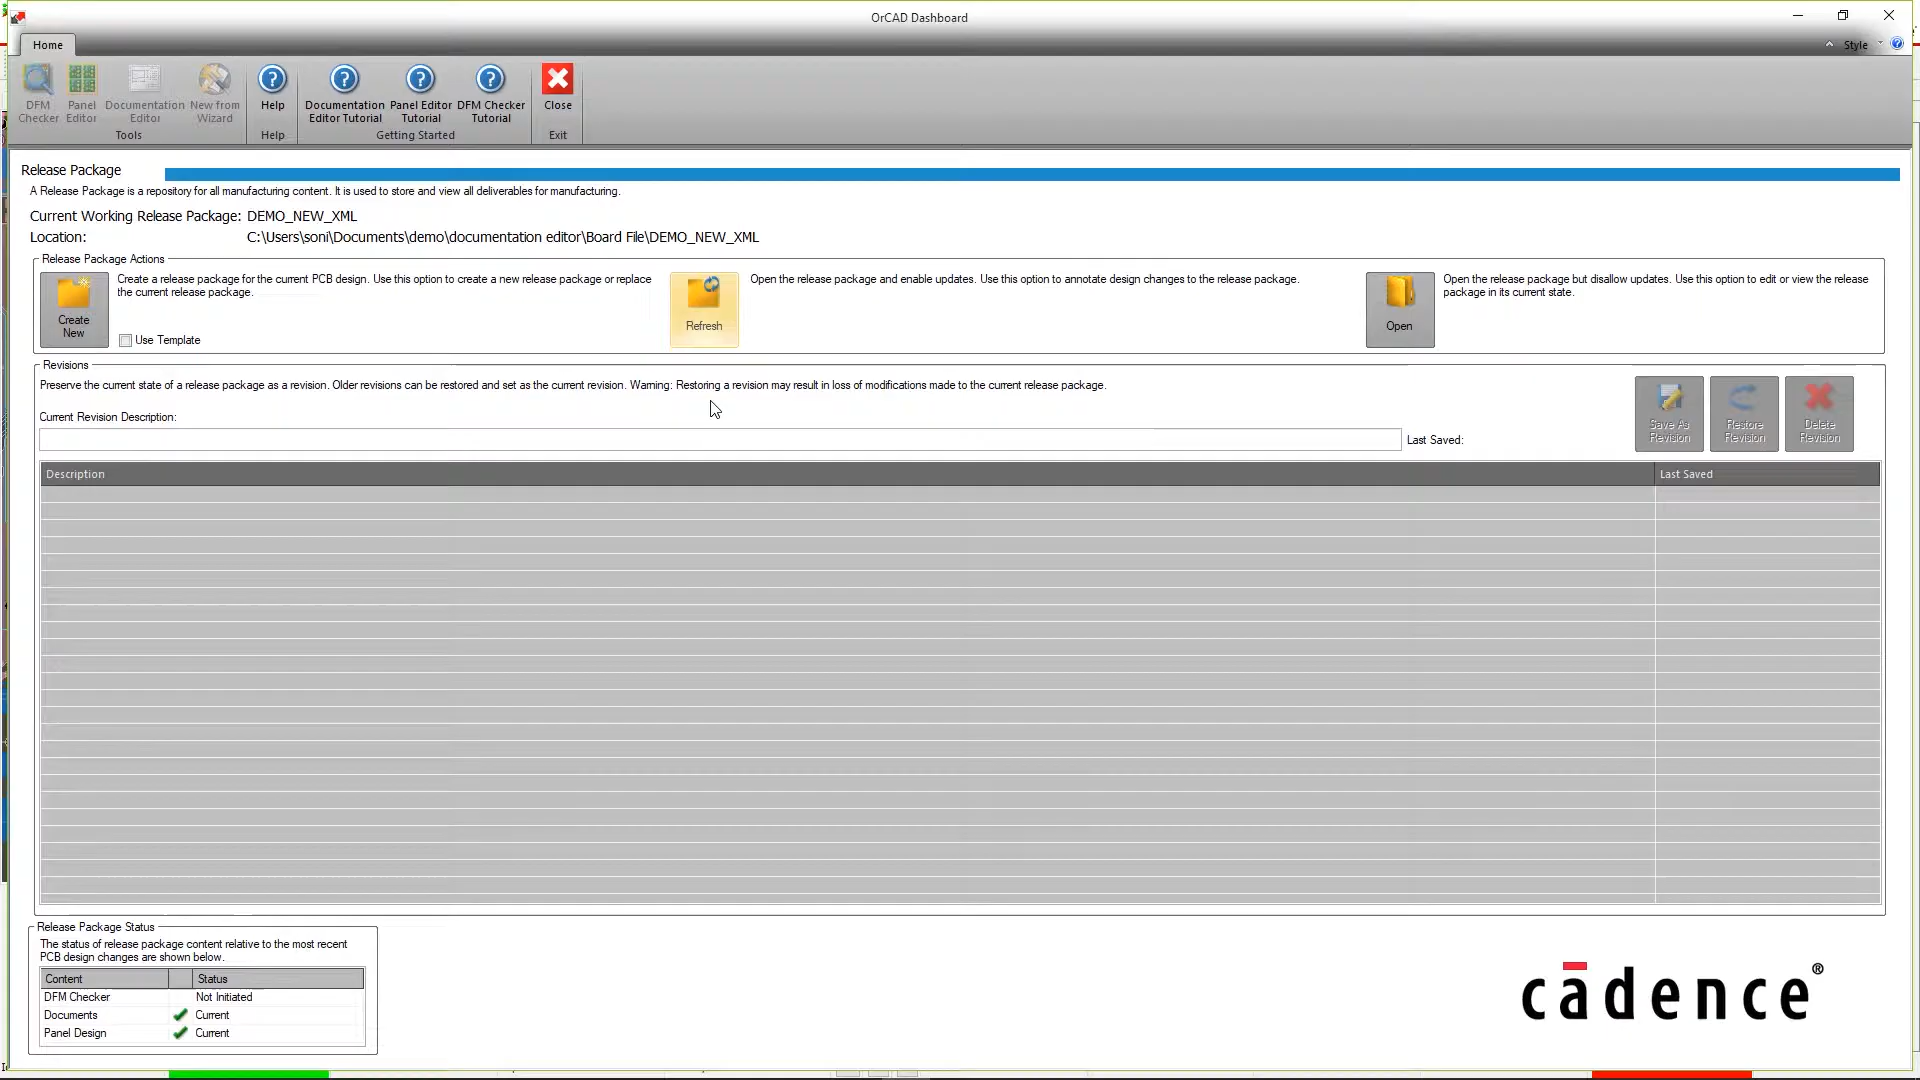 OrCAD Dashboard
Home
Style
DFM Checker
Panel Editor
Documentation Editor
New from Wizard
Tools
Help
Help
Documentation Editor Tutorial
Panel Editor Tutorial
DFM Checker Tutorial
Getting Started
Close
Exit
Release Package
A Release Package is a repository for all manufacturing content. It is used to store and view all deliverables for manufacturing.
Current Working Release Package: DEMO_NEW_XML
Location: C:\Users\soni\Documents\demo\documentation editor\Board File\DEMO_NEW_XML
Release Package Actions
Create New
Create a release package for the current PCB design. Use this option to create a new release package or replace
the current release package.
Use Template
Refresh
Open the release package and enable updates. Use this option to annotate design changes to the release package.
Open
Open the release package but disallow updates. Use this option to edit or view the release
package in its current state.
Revisions
Preserve the current state of a release package as a revision. Older revisions can be restored and set as the current revision. Warning: Restoring a revision may result in loss of modifications made to the current release package.
Current Revision Description:
Last Saved:
Save As Revision
Restore Revision
Delete Revision
Description Last Saved
Release Package Status
The status of release package content relative to the most recent
PCB design changes are shown below.
Content Status
DFM Checker Not Initiated
Documents Current
Panel Design Current
cādence®